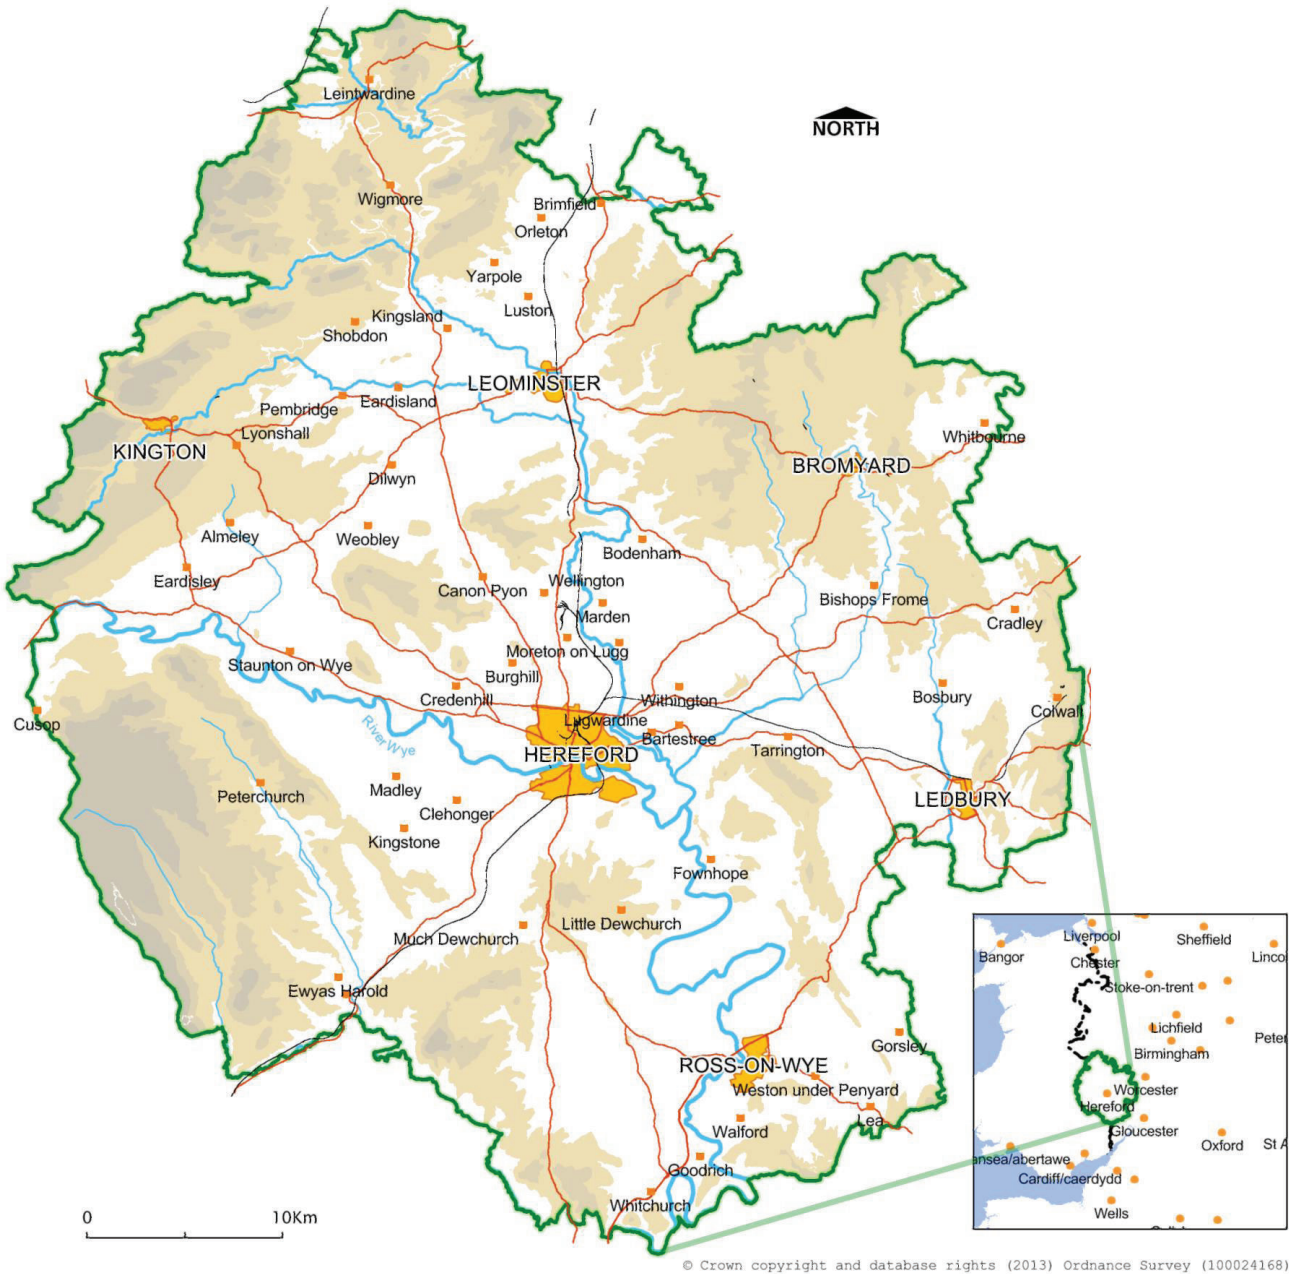 Leintwardine
NORTH
Wigmore
Brimfield
Orleton
Yarpole
Luston
Kingsland
Shobdon
LEOMINSTER
Eardisland
Pembridge
Whitbourne
Lyonshall
KINGTON
BROMYARD
Dilwyn
Almeley
Weobley
Bodenham
Eardisley
Wellington
Canon Pyon
Bishops Frome
Marden
Cradley
Moreton on Lugg
Staunton on Wye
Burghill
Credenhill
Withington
Bosbury
Colwall
Cusop
Lugwardine
River Wye
Bartestree
Tarrington
HEREFORD
Madley
Peterchurch
LEDBURY
Clehonger
Kingstone
Fownhope
Little Dewchurch
Much Dewchurch
Ewyas Harold
Gorsley
ROSS-ON-WYE
Weston under Penyard
Lea
Walford
Goodrich
Whitchurch
0 10Km
Liverpool
Sheffield
Bangor
Chester
Linco
Stoke-on-trent
Lichfield
Peter
Birmingham
Worcester
Hereford
Gloucester
Oxford
St A
ansea/abertawe
Cardiff/caerdydd
Wells
© Crown copyright and database rights (2013) Ordnance Survey (100024168)